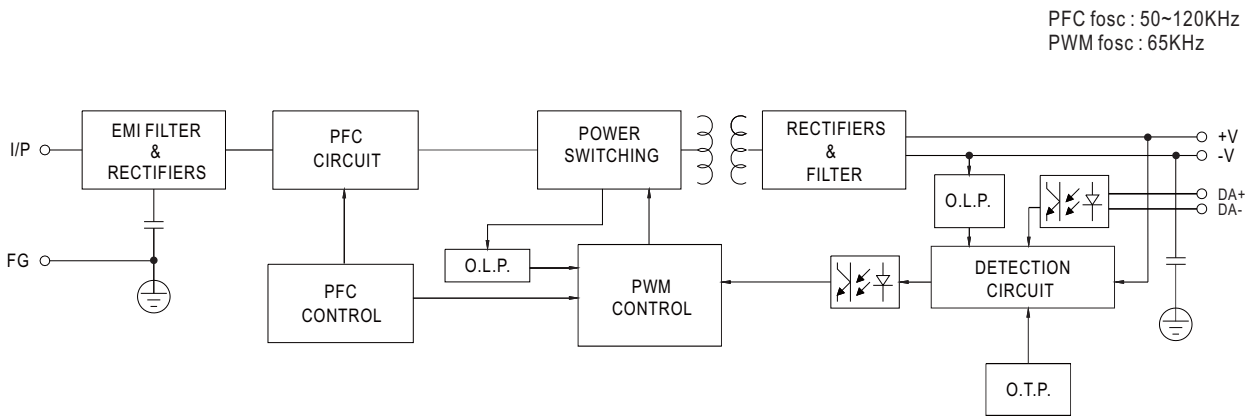 PFC fosc : 50~120KHz
PWM fosc : 65KHz
I/P
EMI FILTER
&
RECTIFIERS
PFC
CIRCUIT
POWER
SWITCHING
RECTIFIERS
&
FILTER
+V
-V
DA+
DA-
O.L.P.
FG
O.L.P.
PFC
CONTROL
PWM
CONTROL
DETECTION
CIRCUIT
O.T.P.